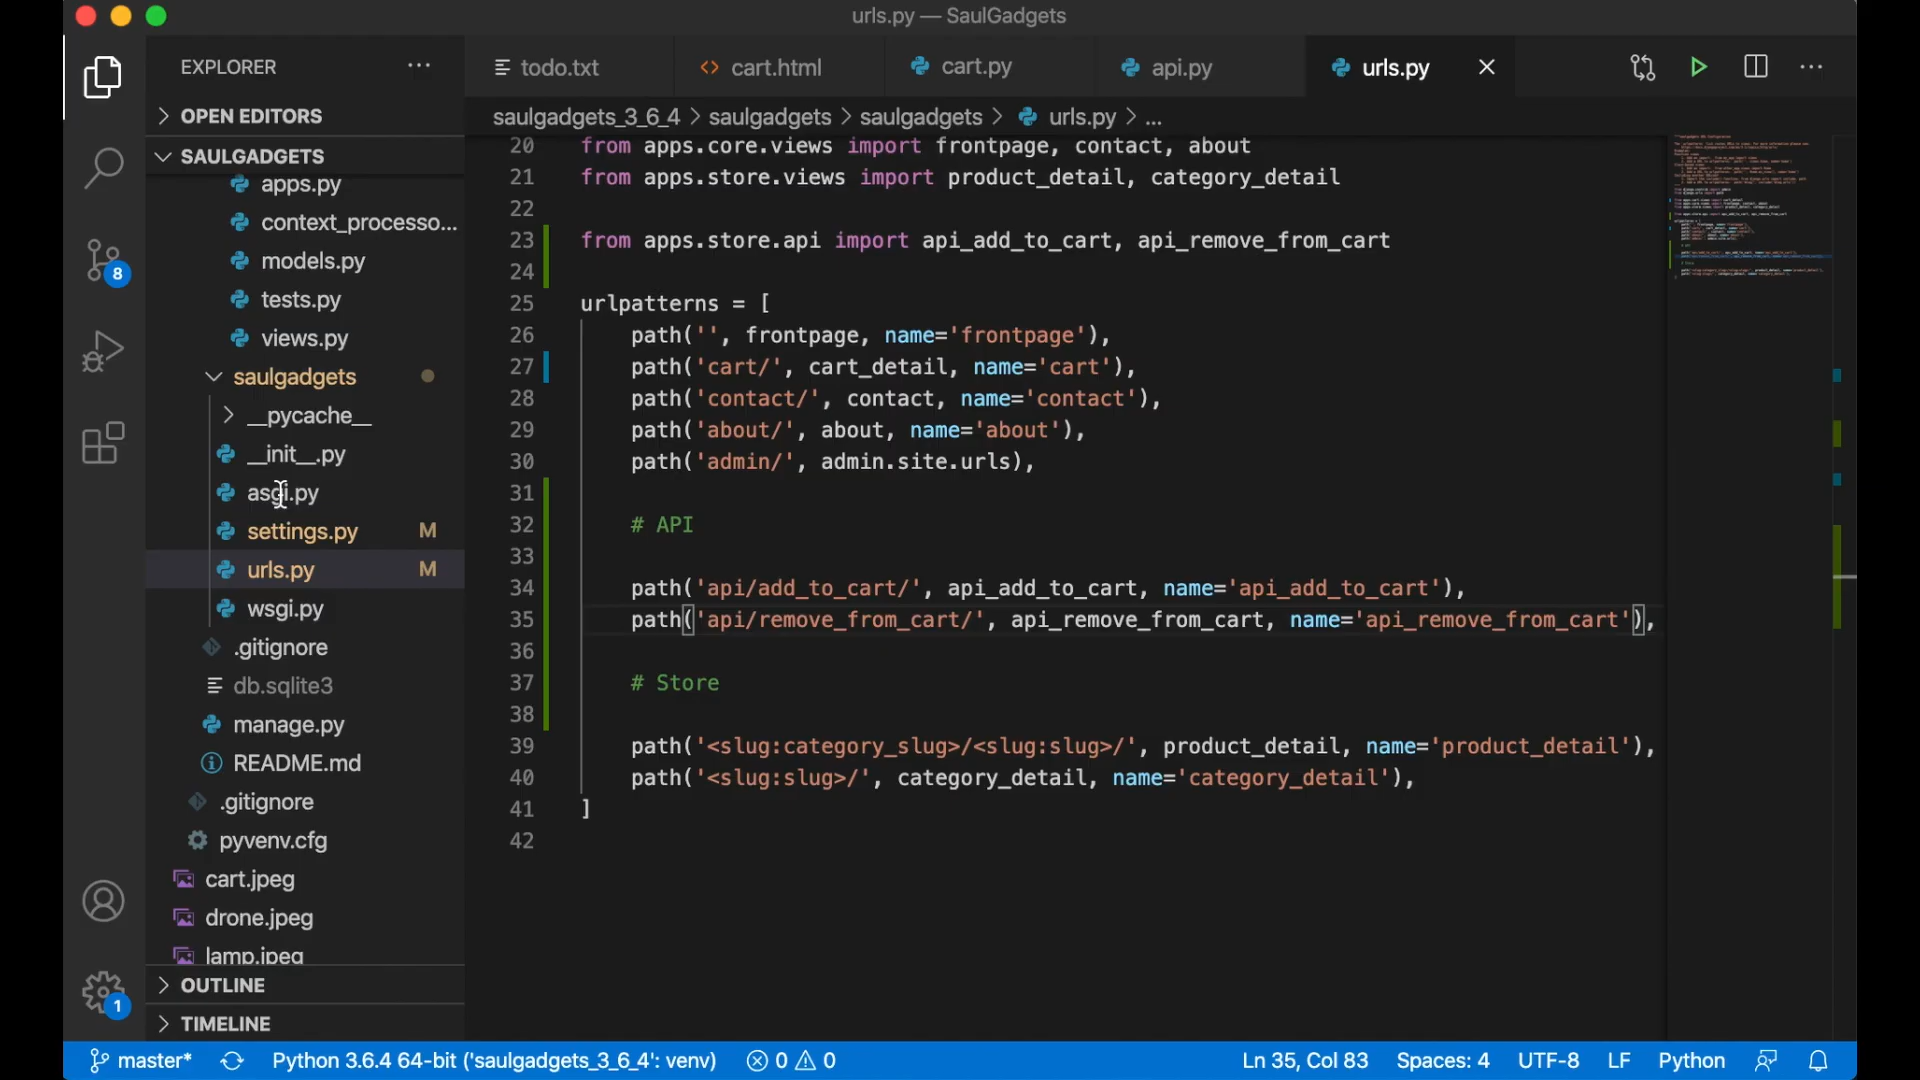 urls.py — SaulGadgets
EXPLORER
todo.txt
cart.html
cart.py
api.py
urls.py
OPEN EDITORS
SAULGADGETS
apps.py
context_processo...
models.py
tests.py
views.py
saulgadgets
__pycache__
__init__.py
asgi.py
settings.py M
urls.py M
wsgi.py
.gitignore
db.sqlite3
manage.py
README.md
.gitignore
pyvenv.cfg
cart.jpeg
drone.jpeg
lamp.jpeg
OUTLINE
TIMELINE
8
1
saulgadgets_3_6_4 > saulgadgets > saulgadgets > urls.py > ...
20 from apps.core.views import frontpage, contact, about
21 from apps.store.views import product_detail, category_detail
22
23 from apps.store.api import api_add_to_cart, api_remove_from_cart
24
25 urlpatterns = [
26 path('', frontpage, name='frontpage'),
27 path('cart/', cart_detail, name='cart'),
28 path('contact/', contact, name='contact'),
29 path('about/', about, name='about'),
30 path('admin/', admin.site.urls),
31
32 # API
33
34 path('api/add_to_cart/', api_add_to_cart, name='api_add_to_cart'),
35 path('api/remove_from_cart/', api_remove_from_cart, name='api_remove_from_cart'),
36
37 # Store
38
39 path('<slug:category_slug>/<slug:slug>/', product_detail, name='product_detail'),
40 path('<slug:slug>/', category_detail, name='category_detail'),
41 ]
42
master* Python 3.6.4 64-bit ('saulgadgets_3_6_4': venv) 0 0 Ln 35, Col 83 Spaces: 4 UTF-8 LF Python